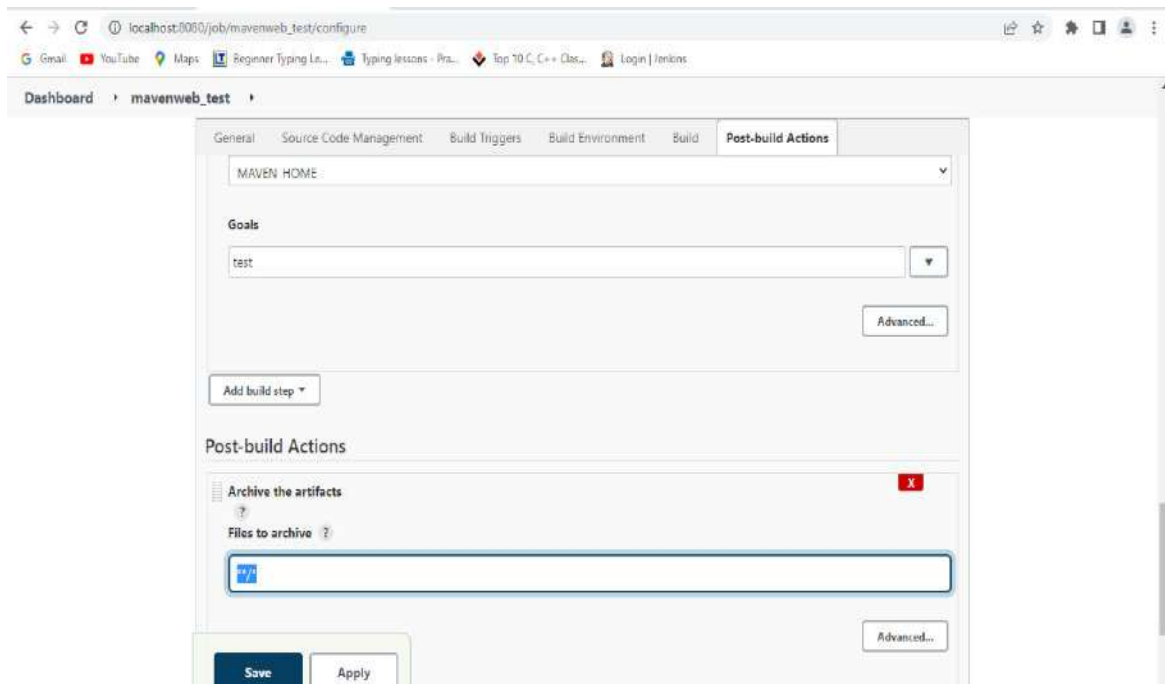 localhost:8080/job/mavenweb_test/configure
Gmail YouTube Maps Beginner Typing Le... Typing lessons - Pra... Top 10 C, C++ Clas... Login | Jenkins
Dashboard mavenweb_test
General Source Code Management Build Triggers Build Environment Build Post-build Actions
MAVEN_HOME
Goals
test
Advanced...
Add build step
Post-build Actions
Archive the artifacts
X
?
Files to archive ?
**/*
Advanced...
Save Apply